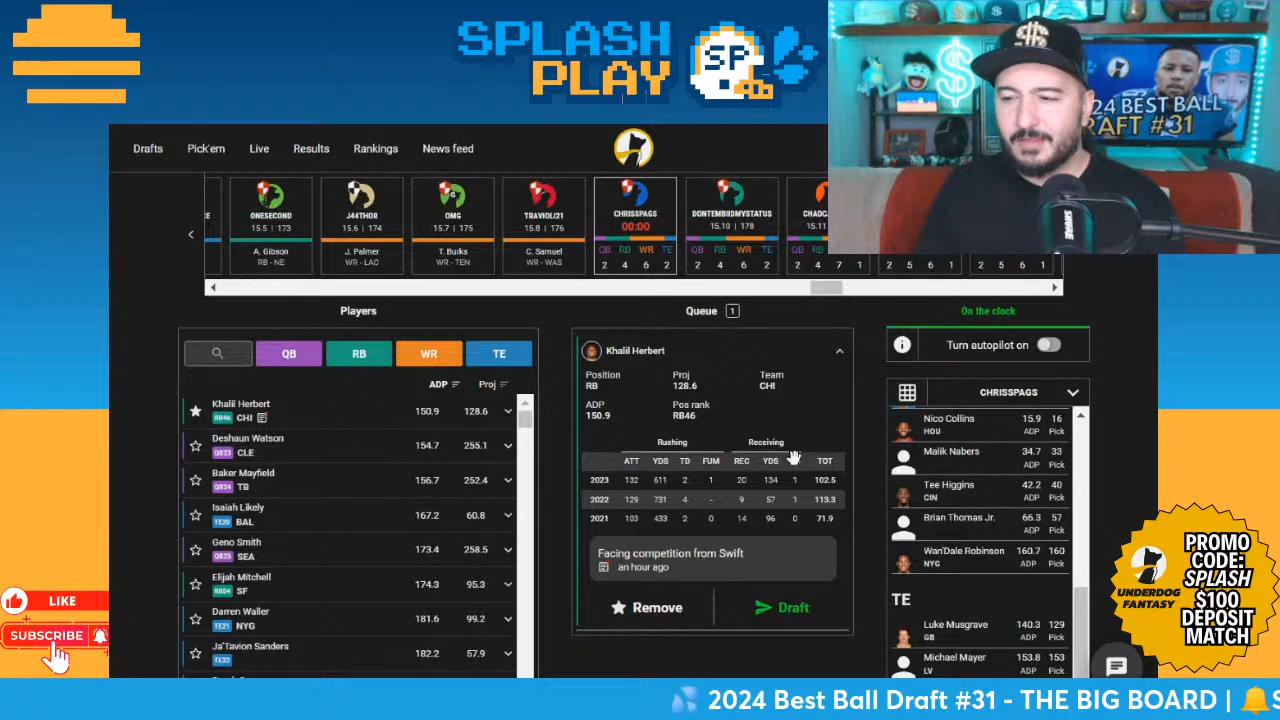 SPLASH
PLAY
SP
2024 BEST BALL
DRAFT #31
Drafts Pick'em Live Results Rankings News feed
ONESECOND
15.5 | 173
A. Gibson
RB - NE
J44THOR
15.6 | 174
J. Palmer
WR - LAC
OMG
15.7 | 175
T. Burks
WR - TEN
TRAVIOLI21
15.8 | 176
C. Samuel
WR - WAS
CHRISSPAGS
00:00
QB RB WR TE
2 4 6 2
DONTEMBIIDMYSTATUS
15.10 | 178
QB RB WR TE
2 4 6 2
15.11
2 4 7 1
2 5 6 1
2 5 6 1
Players
QB RB WR TE
ADP Proj
Khalil Herbert
RB46 CHI
150.9 128.6
Deshaun Watson
QB23 CLE
154.7 255.1
Baker Mayfield
QB24 TB
156.7 252.4
Isaiah Likely
TE20 BAL
167.2 60.8
Geno Smith
QB25 SEA
173.4 258.5
Elijah Mitchell
RB54 SF
174.3 95.3
Darren Waller
TE21 NYG
181.6 99.2
Ja'Tavion Sanders
TE22
182.2 57.9
Queue 1
Khalil Herbert
Position Proj Team
RB 128.6 CHI
ADP Pos rank
150.9 RB46
Rushing Receiving
ATT YDS TD FUM REC YDS TOT
2023 132 611 2 1 20 134 1 102.5
2022 129 731 4 - 9 57 1 113.3
2021 103 433 2 0 14 96 0 71.9
Facing competition from Swift
an hour ago
Remove Draft
On the clock
Turn autopilot on
CHRISSPAGS
Nico Collins 15.9 16
HOU ADP Pick
Malik Nabers 34.7 33
ADP Pick
Tee Higgins 42.2 40
CIN ADP Pick
Brian Thomas Jr. 66.3 57
ADP Pick
Wan'Dale Robinson 160.7 160
NYG ADP Pick
TE
Luke Musgrave 140.3 129
GB ADP Pick
Michael Mayer 153.8 153
LV ADP Pick
LIKE
SUBSCRIBE
UNDERDOG
FANTASY
PROMO
CODE:
SPLASH
$100
DEPOSIT
MATCH
2024 Best Ball Draft #31 - THE BIG BOARD |